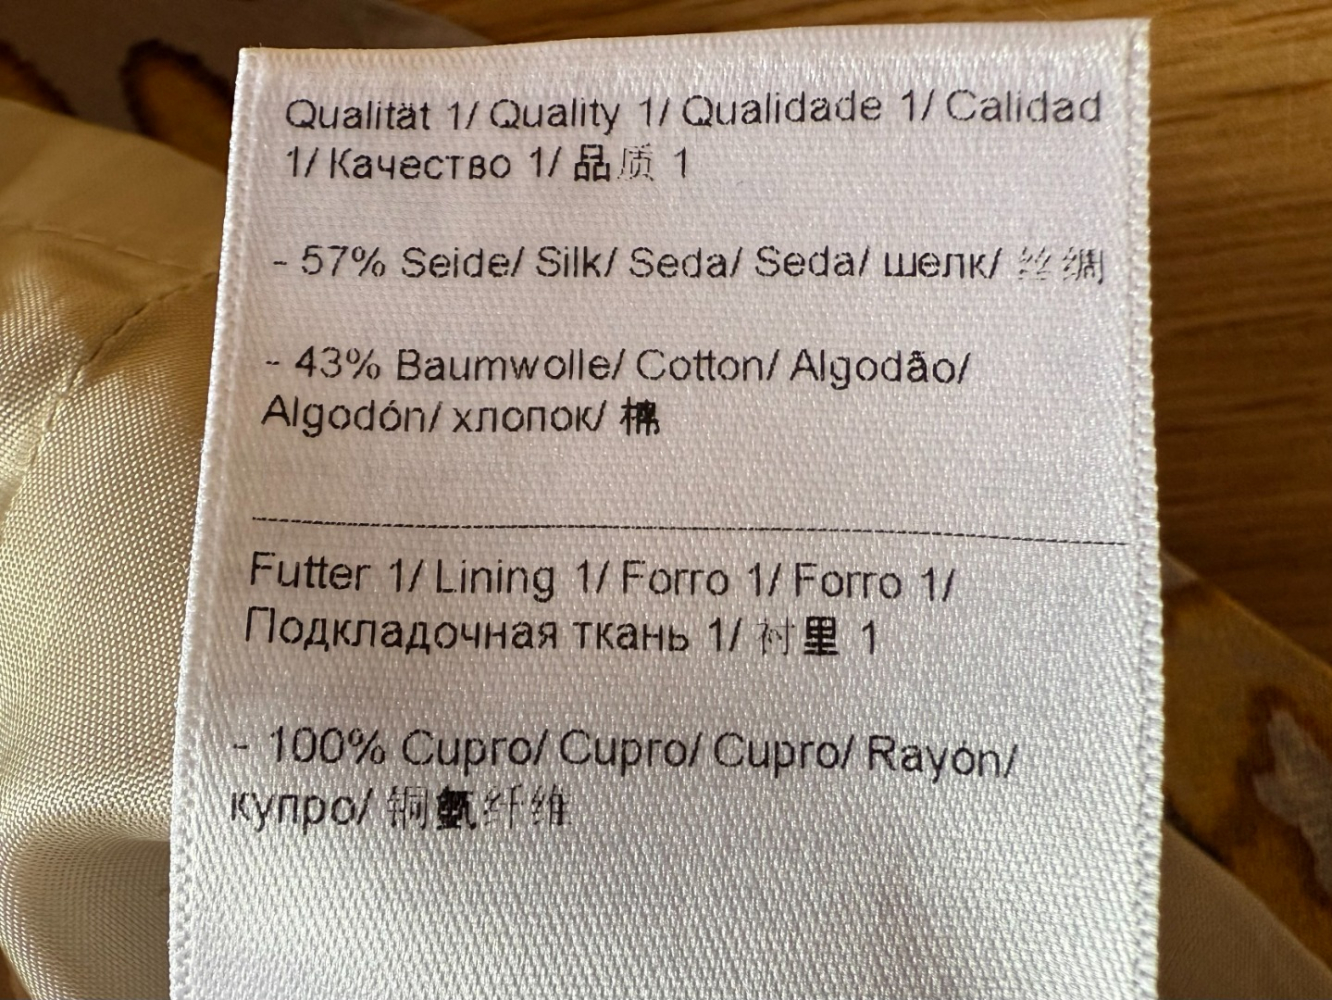 Qualität 1/ Quality 1/ Qualidade 1/ Calidad
1/ Качество 1/ 品质 1
- 57% Seide/ Silk/ Seda/ Seda/ шелк/ 丝绸
- 43% Baumwolle/ Cotton/ Algodão/
Algodón/ хлопок/ 棉
Futter 1/ Lining 1/ Forro 1/ Forro 1/
Подкладочная ткань 1/ 衬里 1
- 100% Cupro/ Cupro/ Cupro/ Rayón/
купро/ 铜氨纤维